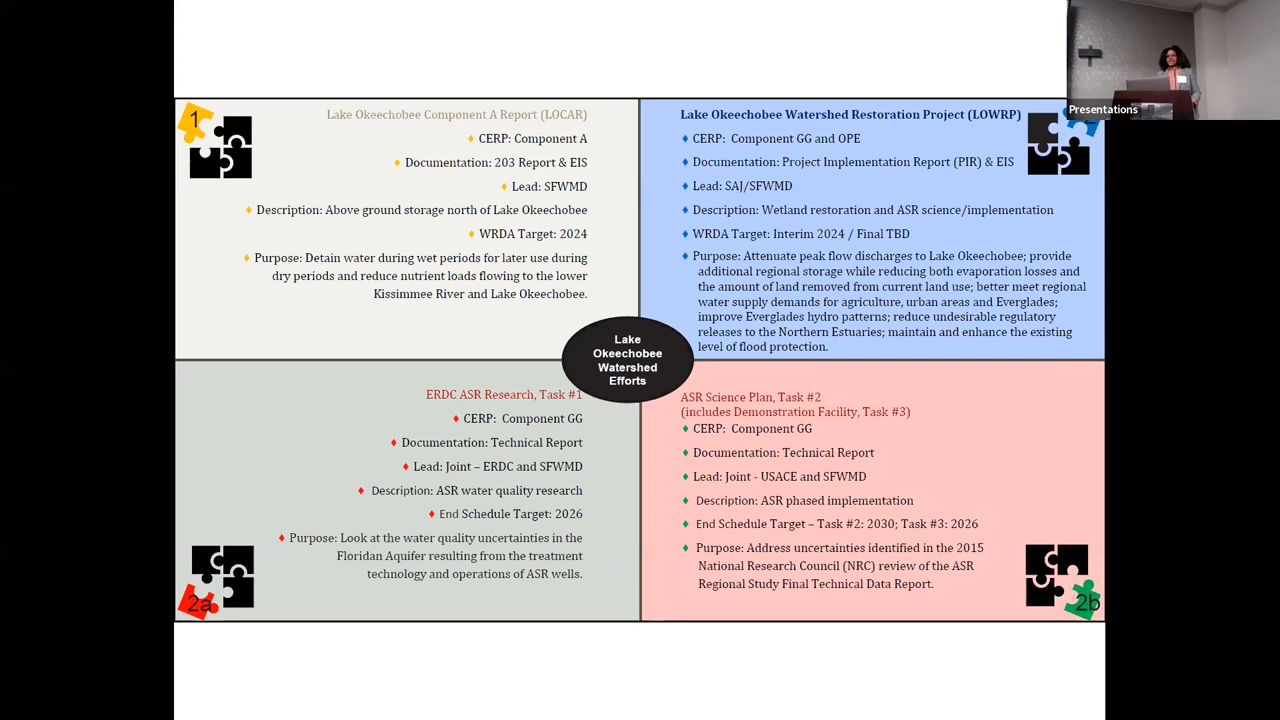 Presentations
1
Lake Okeechobee Component A Report (LOCAR)
CERP: Component A
Documentation: 203 Report & EIS
Lead: SFWMD
Description: Above ground storage north of Lake Okeechobee
WRDA Target: 2024
Purpose: Detain water during wet periods for later use during
dry periods and reduce nutrient loads flowing to the lower
Kissimmee River and Lake Okeechobee.
Lake Okeechobee Watershed Restoration Project (LOWRP)
CERP: Component GG and OPE
Documentation: Project Implementation Report (PIR) & EIS
Lead: SAJ/SFWMD
Description: Wetland restoration and ASR science/implementation
WRDA Target: Interim 2024 / Final TBD
Purpose: Attenuate peak flow discharges to Lake Okeechobee; provide
additional regional storage while reducing both evaporation losses and
the amount of land removed from current land use; better meet regional
water supply demands for agriculture, urban areas and Everglades;
improve Everglades hydro patterns; reduce undesirable regulatory
releases to the Northern Estuaries; maintain and enhance the existing
level of flood protection.
Lake
Okeechobee
Watershed
Efforts
ERDC ASR Research, Task #1
CERP: Component GG
Documentation: Technical Report
Lead: Joint – ERDC and SFWMD
Description: ASR water quality research
End Schedule Target: 2026
Purpose: Look at the water quality uncertainties in the
Floridan Aquifer resulting from the treatment
technology and operations of ASR wells.
2a
ASR Science Plan, Task #2
(includes Demonstration Facility, Task #3)
CERP: Component GG
Documentation: Technical Report
Lead: Joint - USACE and SFWMD
Description: ASR phased implementation
End Schedule Target – Task #2: 2030; Task #3: 2026
Purpose: Address uncertainties identified in the 2015
National Research Council (NRC) review of the ASR
Regional Study Final Technical Data Report.
2b